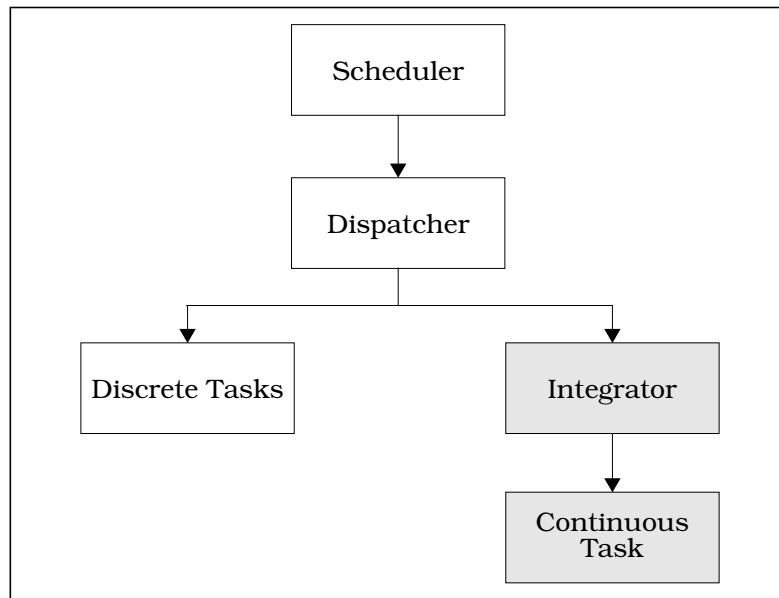 Scheduler
Dispatcher
Discrete Tasks
Integrator
Continuous
Task